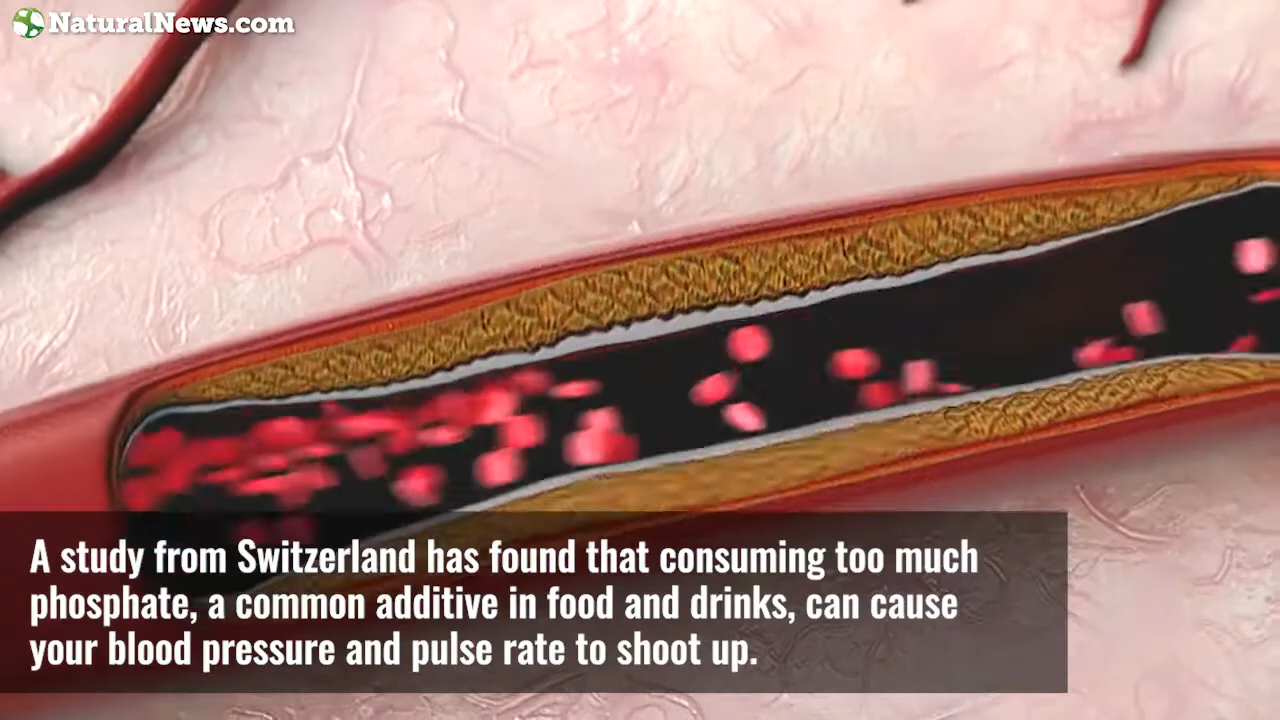 NaturalNews.com
A study from Switzerland has found that consuming too much
phosphate, a common additive in food and drinks, can cause
your blood pressure and pulse rate to shoot up.